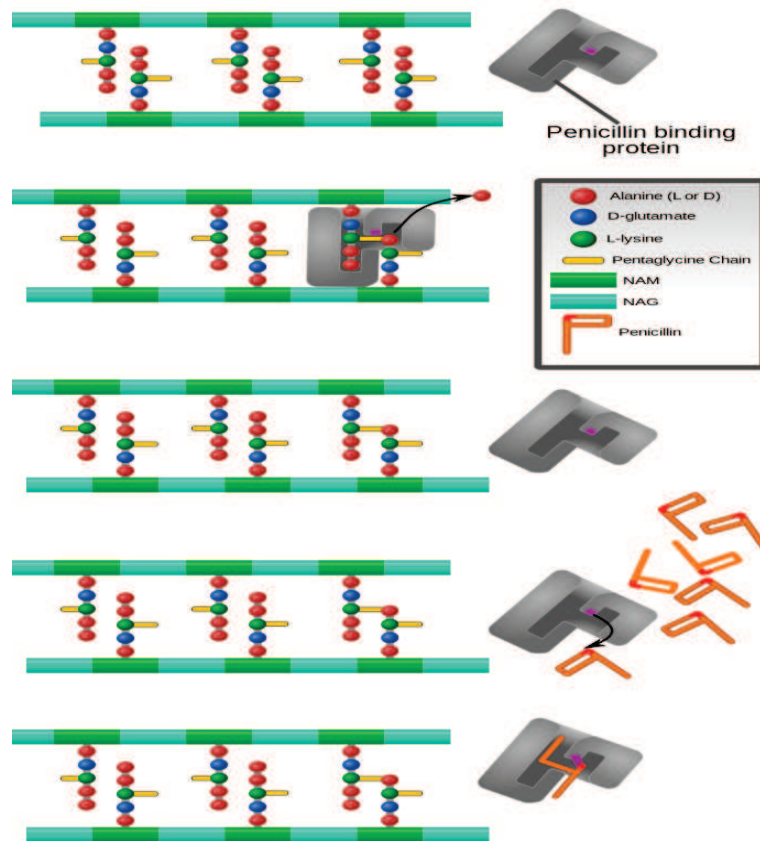 Penicillin binding
protein
Alanine (L or D)
D-glutamate
L-lysine
Pentaglycine Chain
NAM
NAG
Penicillin